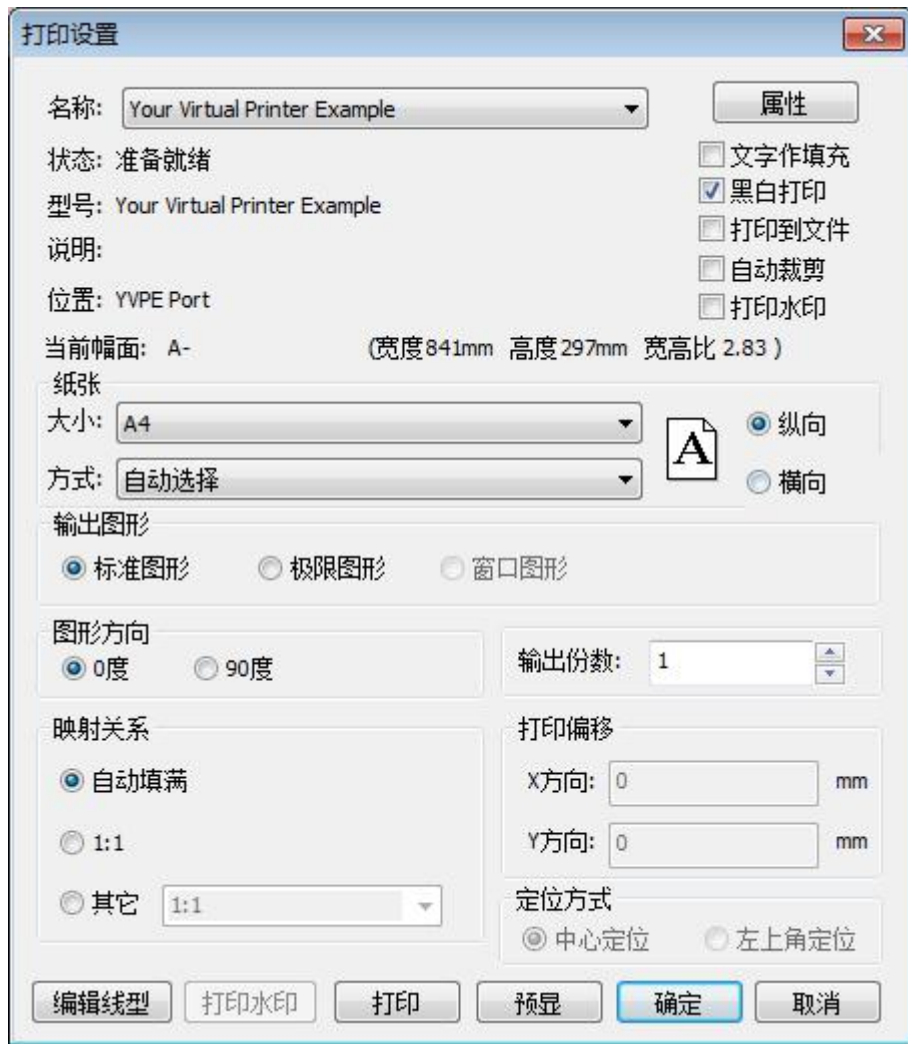 打印设置
名称: Your Virtual Printer Example 属性
状态: 准备就绪 文字作填充
型号: Your Virtual Printer Example 黑白打印
说明: 打印到文件
自动裁剪
位置: YVPE Port 打印水印
当前幅面: A- (宽度841mm 高度297mm 宽高比 2.83 )
纸张
大小: A4 A 纵向
方式: 自动选择 横向
输出图形
标准图形 极限图形 窗口图形
图形方向
0度 90度 输出份数: 1
映射关系 打印偏移
自动填满 X方向: 0 mm
1:1 Y方向: 0 mm
其它 1:1 定位方式
中心定位 左上角定位
编辑线型 打印水印 打印 预显 确定 取消